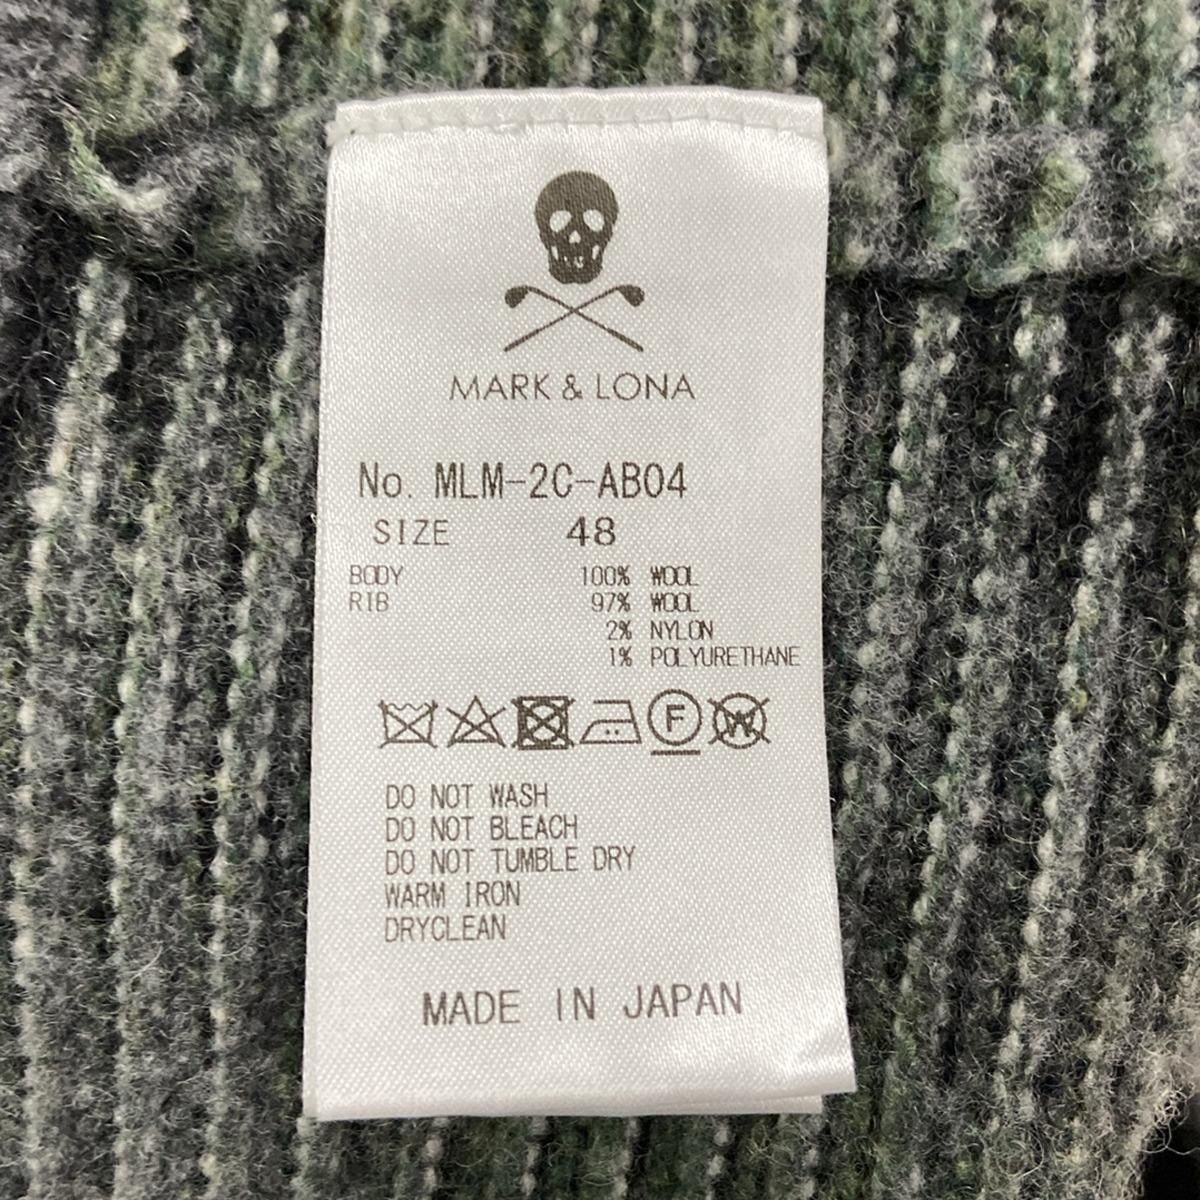 MARK & LONA
No. MLM-2C-AB04
SIZE 48
BODY 100% WOOL
RIB 97% WOOL
2% NYLON
1% POLYURETHANE
F W
DO NOT WASH
DO NOT BLEACH
DO NOT TUMBLE DRY
WARM IRON
DRYCLEAN
MADE IN JAPAN